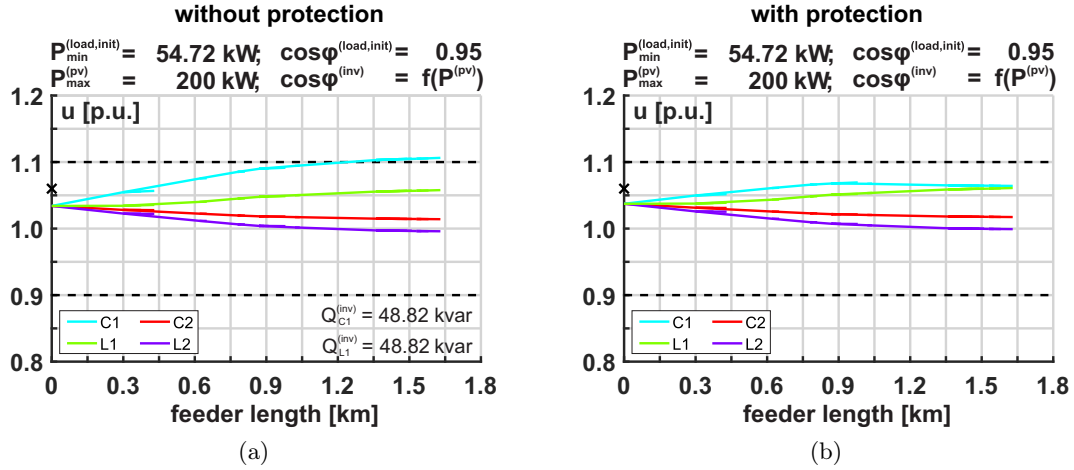 without protection
P_min^(load,init) = 54.72 kW; cosφ^(load,init) = 0.95
P_max^(pv) = 200 kW; cosφ^(inv) = f(P^(pv))
u [p.u.]
1.2
1.1
1.0
0.9
0.8
C1 C2
L1 L2
Q_C1^(inv) = 48.82 kvar
Q_L1^(inv) = 48.82 kvar
0 0.3 0.6 0.9 1.2 1.5 1.8
feeder length [km]
(a)
with protection
P_min^(load,init) = 54.72 kW; cosφ^(load,init) = 0.95
P_max^(pv) = 200 kW; cosφ^(inv) = f(P^(pv))
u [p.u.]
1.2
1.1
1.0
0.9
0.8
C1 C2
L1 L2
0 0.3 0.6 0.9 1.2 1.5 1.8
feeder length [km]
(b)